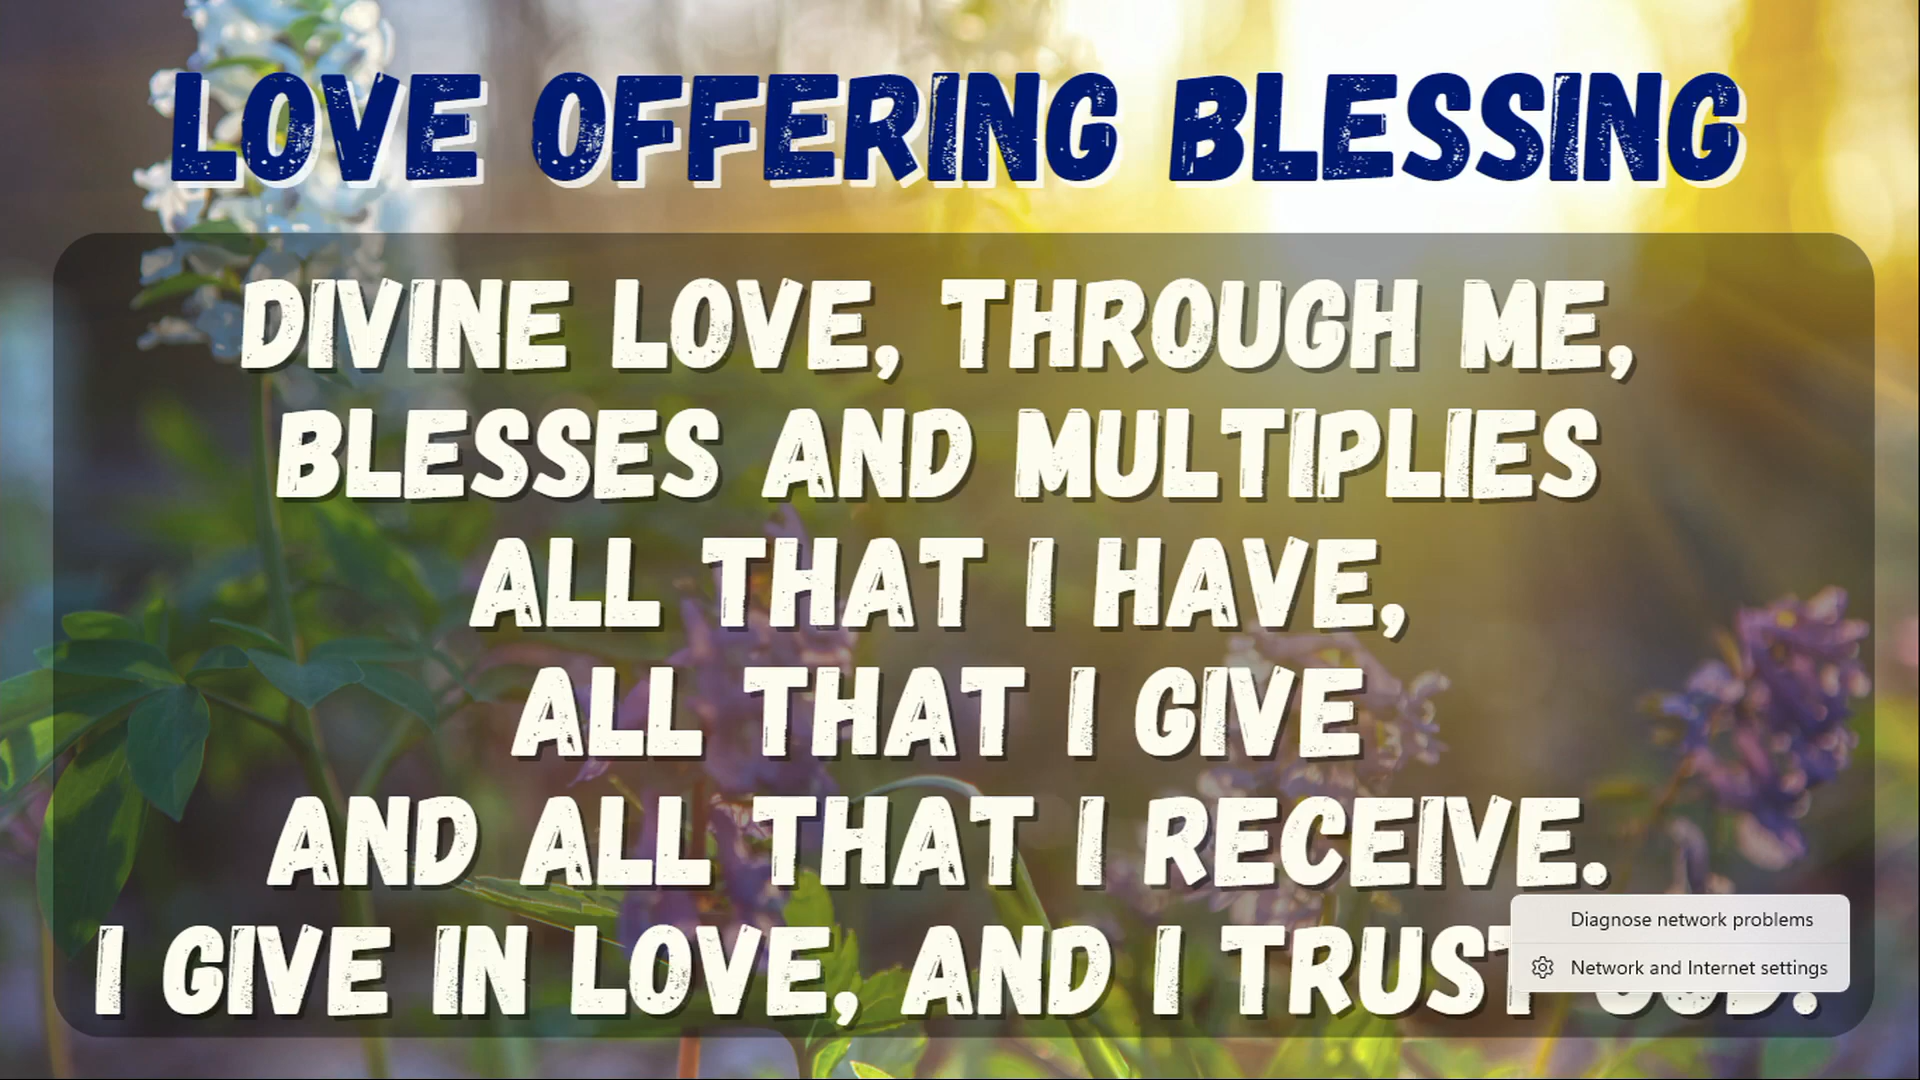 LOVE OFFERING BLESSING
DIVINE LOVE, THROUGH ME,
BLESSES AND MULTIPLIES
ALL THAT I HAVE,
ALL THAT I GIVE
AND ALL THAT I RECEIVE.
I GIVE IN LOVE, AND I TRUST GOD.
Diagnose network problems
Network and Internet settings